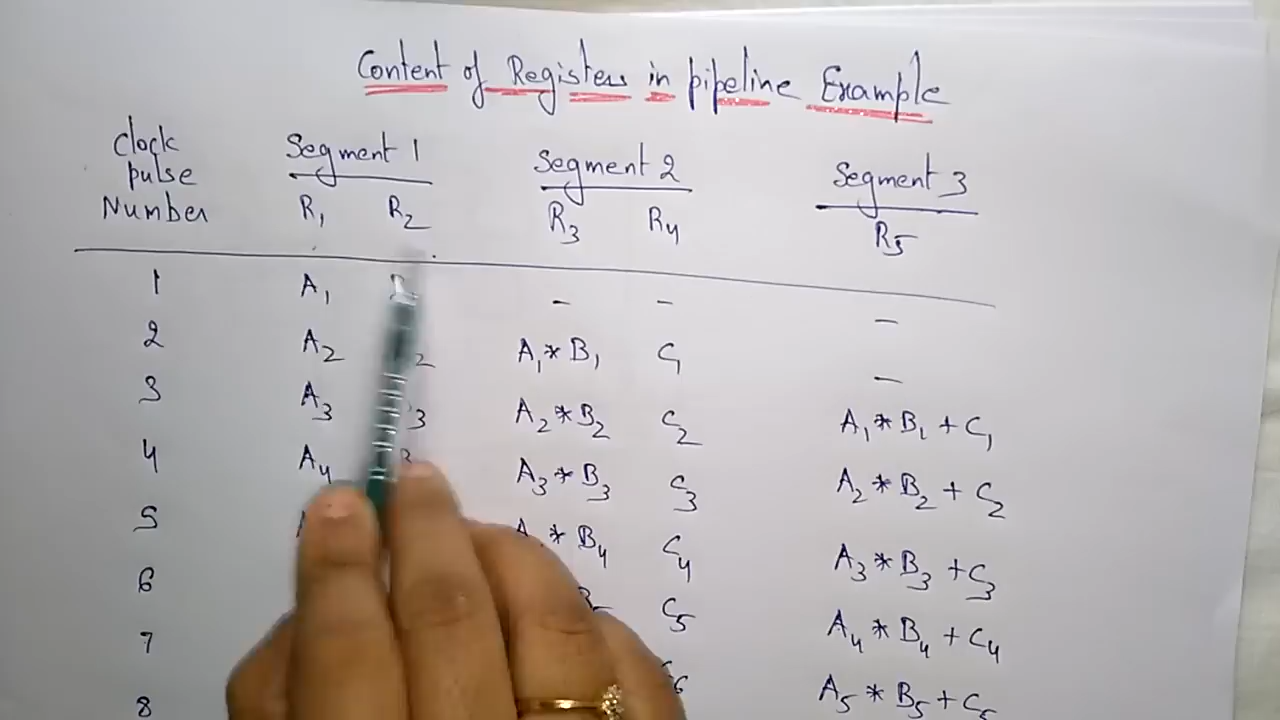 Content of Registers in pipeline Example
Clock pulse Number
Segment 1
Segment 2
Segment 3
R1 R2 R3 R4 R5
1 A1 - - -
2 A2 2 A1*B1 C1 -
3 A3 3 A2*B2 C2 A1*B1+C1
4 A4 A3*B3 C3 A2*B2+C2
5 *B4 C4 A3*B3+C3
6 C5 A4*B4+C4
7
8 A5*B5+C5